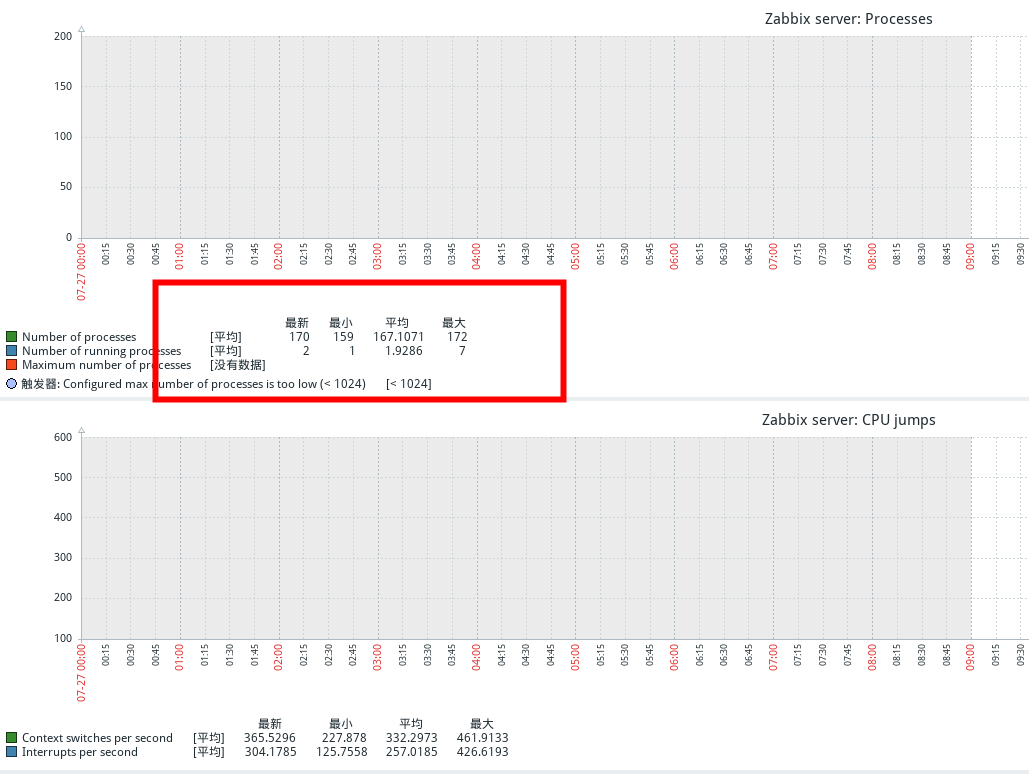 Zabbix server: Processes
200
150
100
50
0
07-27 00:00 00:15 00:30 00:45 01:00 01:15 01:30 01:45 02:00 02:15 02:30 02:45 03:00 03:15 03:30 03:45 04:00 04:15 04:30 04:45 05:00 05:15 05:30 05:45 06:00 06:15 06:30 06:45 07:00 07:15 07:30 07:45 08:00 08:15 08:30 08:45 09:00 09:15 09:30
最新 最小 平均 最大
Number of processes [平均] 170 159 167.1071 172
Number of running processes [平均] 2 1 1.9286 7
Maximum number of processes [没有数据]
触发器: Configured max number of processes is too low (< 1024) [< 1024]
Zabbix server: CPU jumps
600
500
400
300
200
100
07-27 00:00 00:15 00:30 00:45 01:00 01:15 01:30 01:45 02:00 02:15 02:30 02:45 03:00 03:15 03:30 03:45 04:00 04:15 04:30 04:45 05:00 05:15 05:30 05:45 06:00 06:15 06:30 06:45 07:00 07:15 07:30 07:45 08:00 08:15 08:30 08:45 09:00 09:15 09:30
最新 最小 平均 最大
Context switches per second [平均] 365.5296 227.878 332.2973 461.9133
Interrupts per second [平均] 304.1785 125.7558 257.0185 426.6193